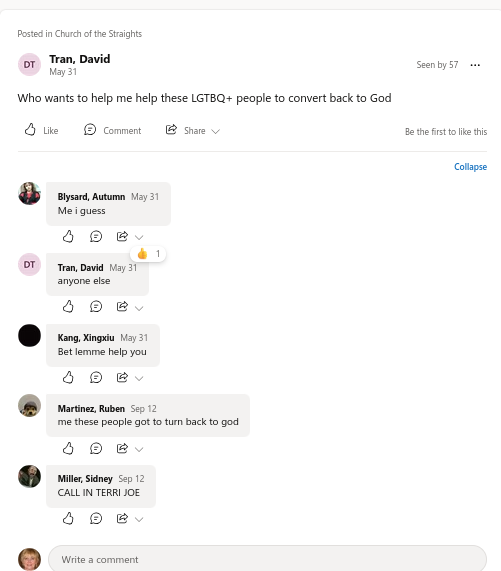 Posted in Church of the Straights
DT
Tran, David
May 31
Seen by 57
Who wants to help me help these LGTBQ+ people to convert back to God
Like Comment Share Be the first to like this
Collapse
Blysard, Autumn May 31
Me i guess
👍 1
DT
Tran, David May 31
anyone else
Kang, Xingxiu May 31
Bet lemme help you
Martinez, Ruben Sep 12
me these people got to turn back to god
Miller, Sidney Sep 12
CALL IN TERRI JOE
Write a comment